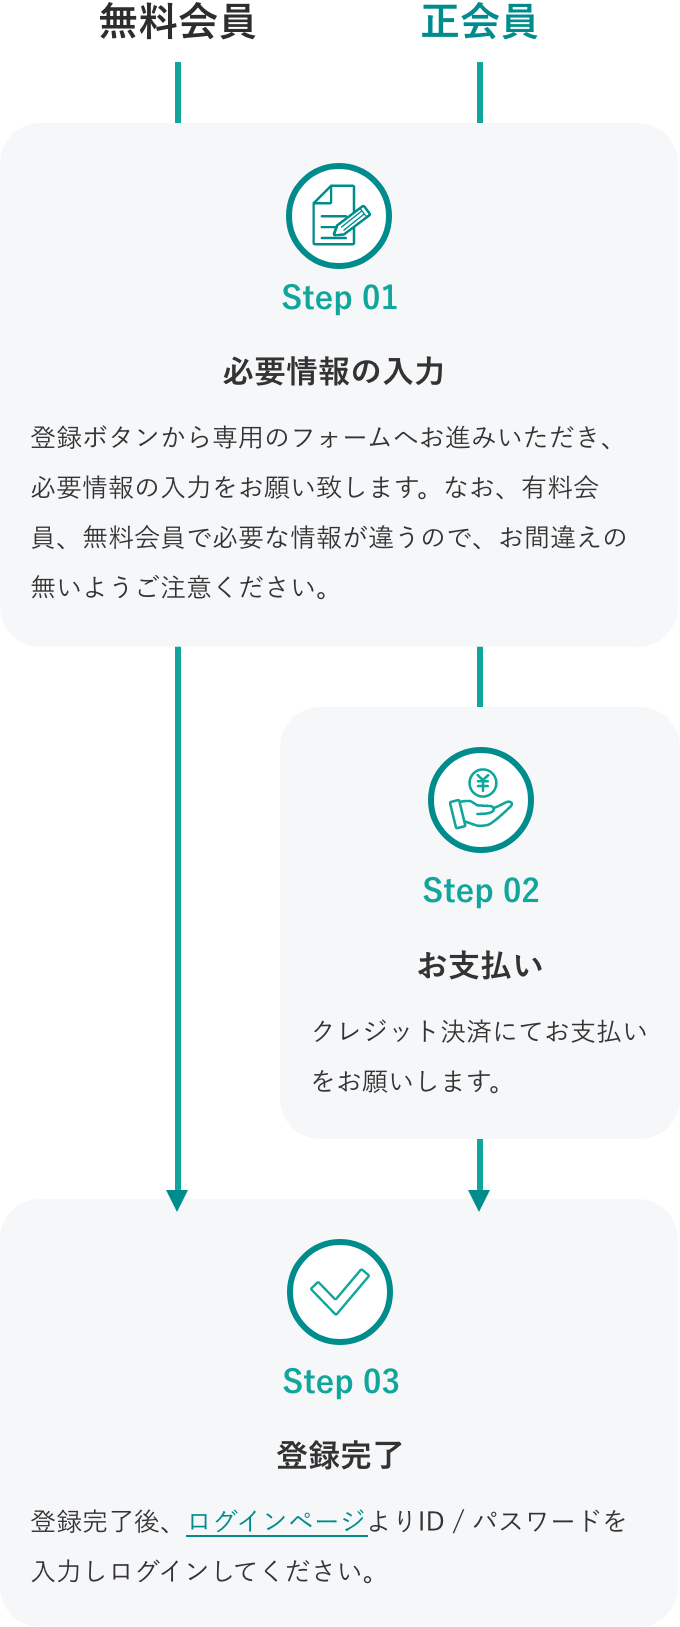 無料会員 正会員
Step 01
必要情報の入力
登録ボタンから専用のフォームへお進みいただき、
必要情報の入力をお願い致します。なお、有料会
員、無料会員で必要な情報が違うので、お間違えの
無いようご注意ください。
¥
Step 02
お支払い
クレジット決済にてお支払い
をお願いします。
Step 03
登録完了
登録完了後、ログインページよりID / パスワードを
入力しログインしてください。